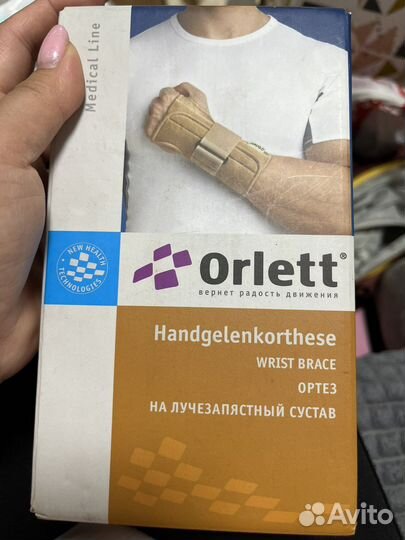 Medical Line
NEW HEALTH
TECHNOLOGIES
Orlett®
вернет радость движения
Handgelenkorthese
WRIST BRACE
ОРТЕЗ
НА ЛУЧЕЗАПЯСТНЫЙ СУСТАВ
Avito